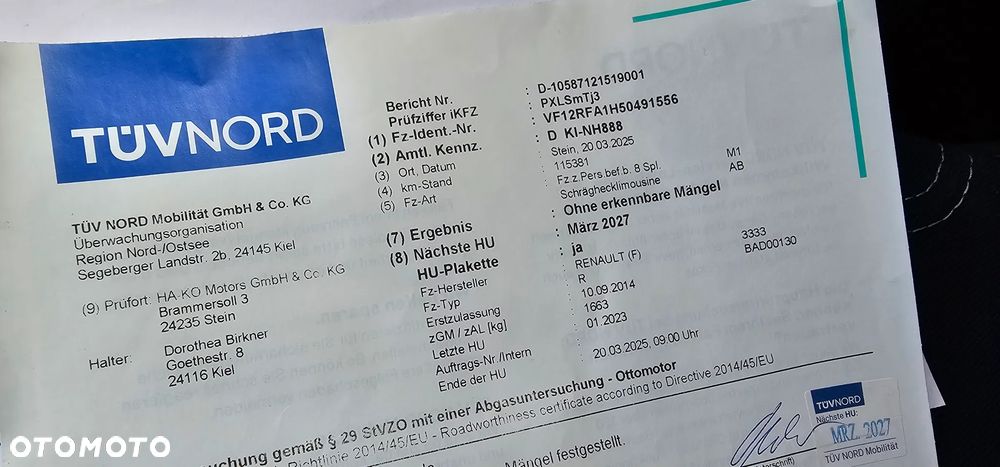 TÜVNORD
TÜV NORD Mobilität GmbH & Co. KG
Überwachungsorganisation
Region Nord-/Ostsee
Segeberger Landstr. 2b, 24145 Kiel
(9) Prüfort: HA-KO Motors GmbH & Co. KG
Brammersoll 3
24235 Stein
Halter: Dorothea Birkner
Goethestr. 8
24116 Kiel
Bericht Nr. : D-10587121519001
Prüfziffer iKFZ : PXLSmTj3
(1) Fz-Ident.-Nr. : VF12RFA1H50491556
(2) Amtl. Kennz. : D KI-NH888
(3) Ort, Datum : Stein, 20.03.2025
(4) km-Stand : 115381
(5) Fz-Art : Fz.z.Pers.bef.b. 8 Spl. M1
Schräghecklimousine AB
(7) Ergebnis : Ohne erkennbare Mängel
(8) Nächste HU : März 2027
HU-Plakette : ja
Fz-Hersteller : RENAULT (F) 3333
Fz-Typ : R BAD00130
Erstzulassung : 10.09.2014
zGM / zAL [kg] : 1663
Letzte HU : 01.2023
Auftrags-Nr./Intern :
Ende der HU : 20.03.2025, 09:00 Uhr
suchung gemäß § 29 StVZO mit einer Abgasuntersuchung - Ottomotor
Richtlinie 2014/45/EU - Roadworthiness certificate according to Directive 2014/45/EU
Mängel festgestellt.
TÜVNORD
Nächste HU:
MRZ. 2027
TÜV NORD Mobilität
OTOMOTO